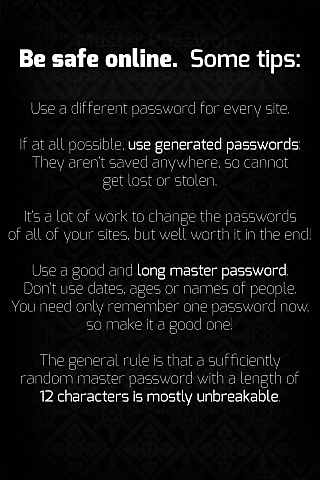 Be safe online. Some tips:
Use a different password for every site.
If at all possible, use generated passwords:
They aren't saved anywhere, so cannot
get lost or stolen.
It's a lot of work to change the passwords
of all of your sites, but well worth it in the end!
Use a good and long master password.
Don't use dates, ages or names of people.
You need only remember one password now,
so make it a good one!
The general rule is that a sufficiently
random master password with a length of
12 characters is mostly unbreakable.